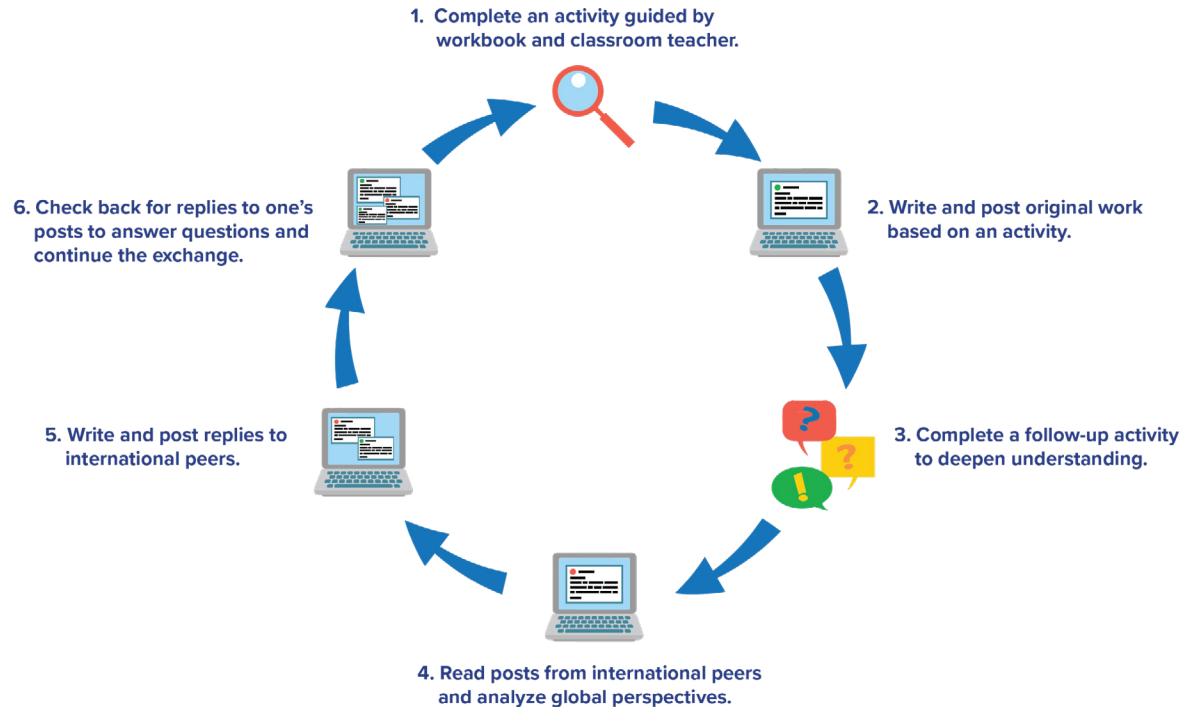 1. Complete an activity guided by
workbook and classroom teacher.
2. Write and post original work
based on an activity.
3. Complete a follow-up activity
to deepen understanding.
4. Read posts from international peers
and analyze global perspectives.
5. Write and post replies to
international peers.
6. Check back for replies to one’s
posts to answer questions and
continue the exchange.
?
?
!